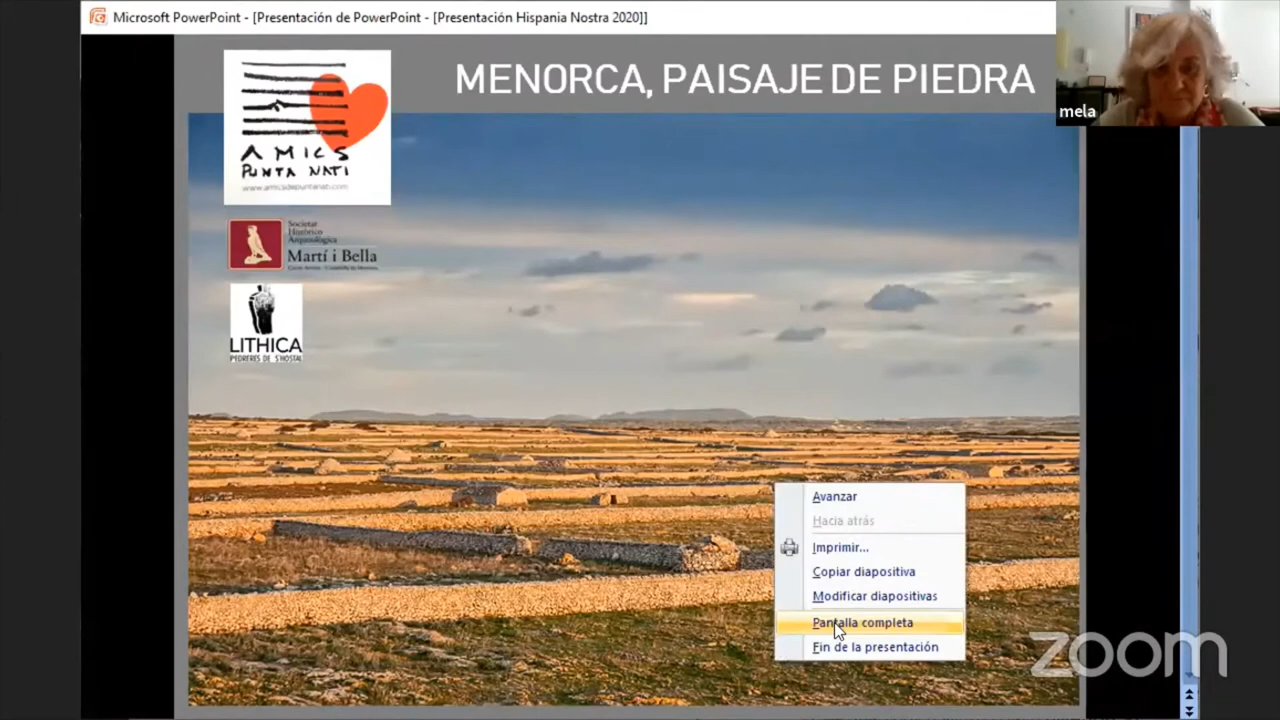 Microsoft PowerPoint - [Presentación de PowerPoint - [Presentación Hispania Nostra 2020]]
MENORCA, PAISAJE DE PIEDRA
mela
AMICS
PUNTA NATI
www.amicsdepuntanati.com
Societat
Històrico
Arqueològica
Martí i Bella
LITHICA
PEDRERES DE S'HOSTAL
Avanzar
Hacia atrás
Imprimir...
Copiar diapositiva
Modificar diapositivas
Pantalla completa
Fin de la presentación
zoom